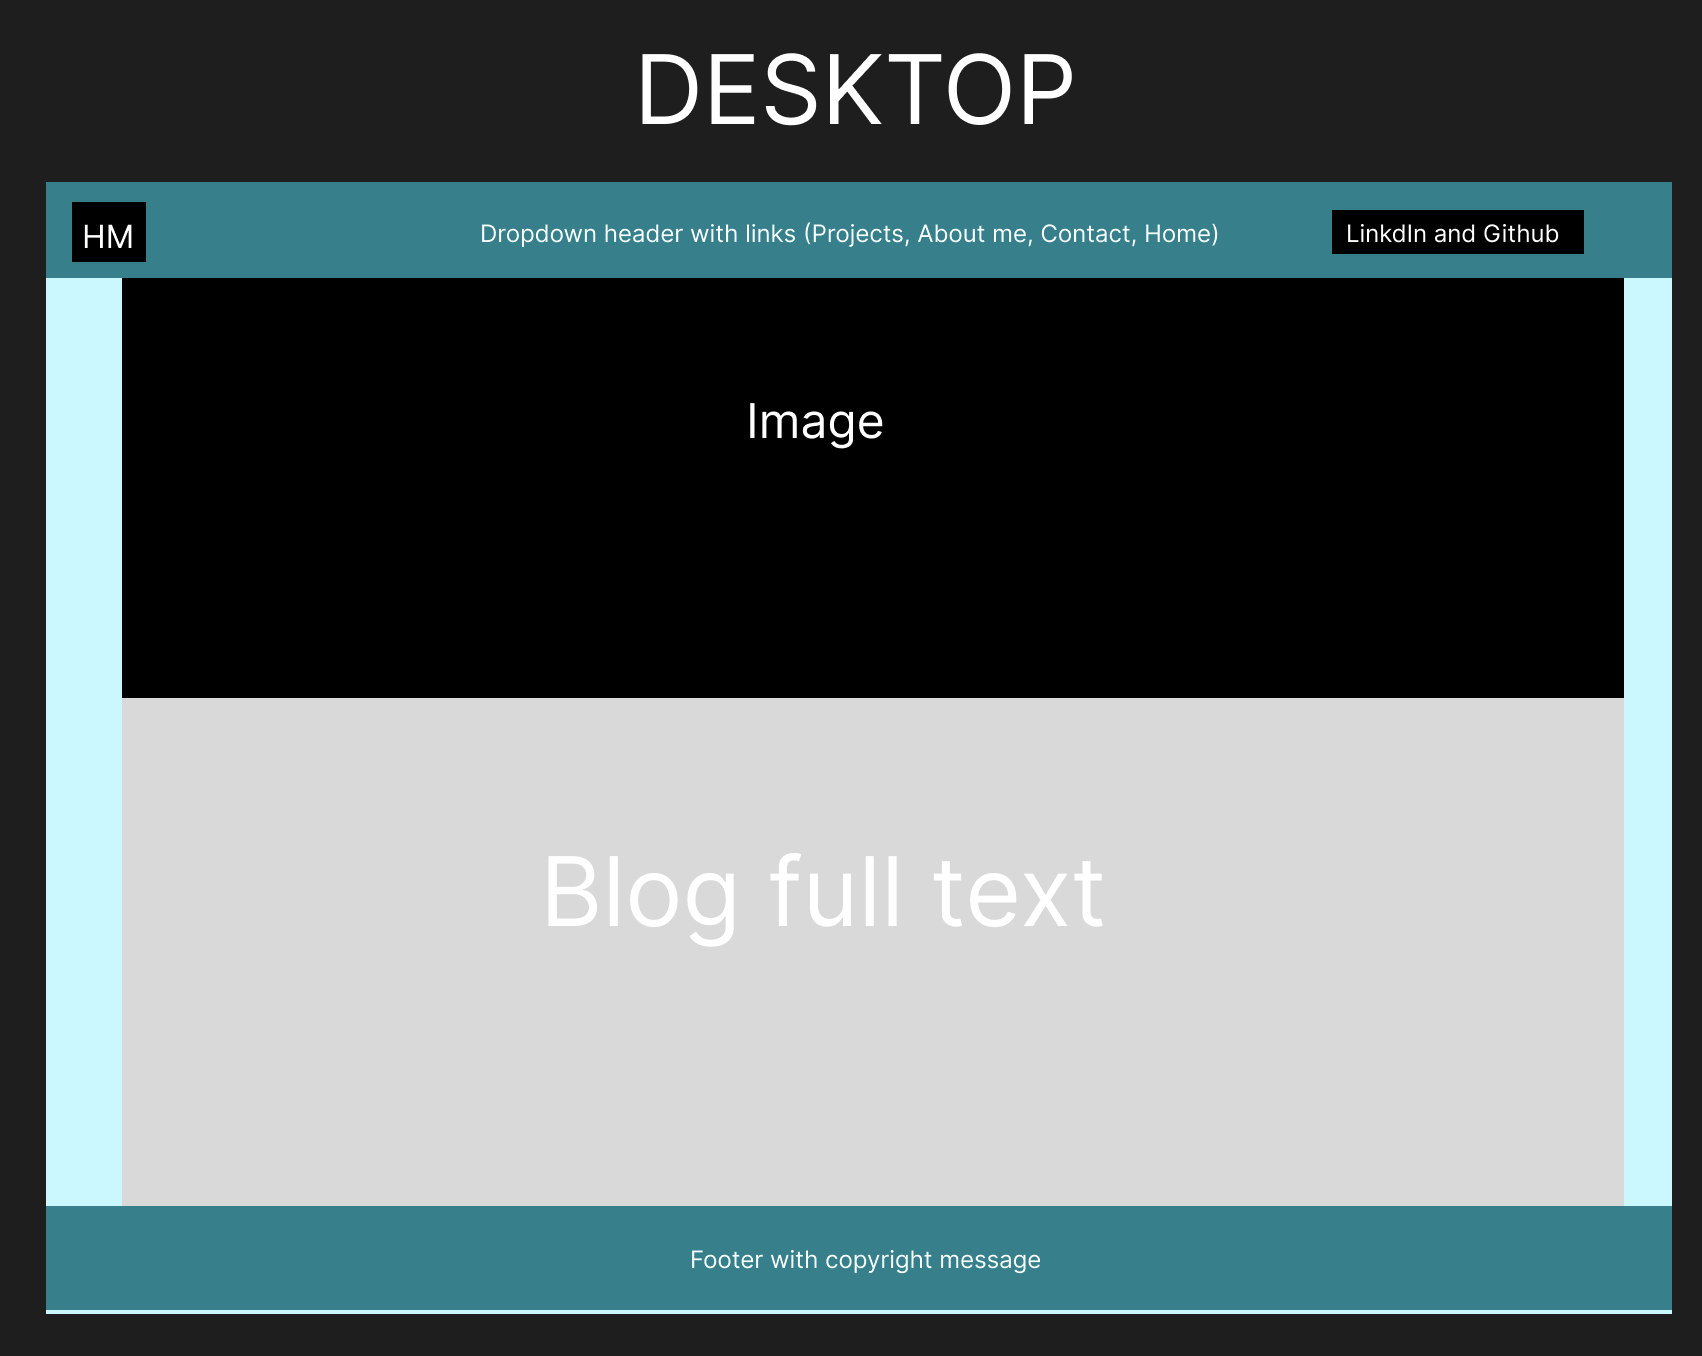 DESKTOP
HM
Dropdown header with links (Projects, About me, Contact, Home)
LinkdIn and Github
Image
Blog full text
Footer with copyright message